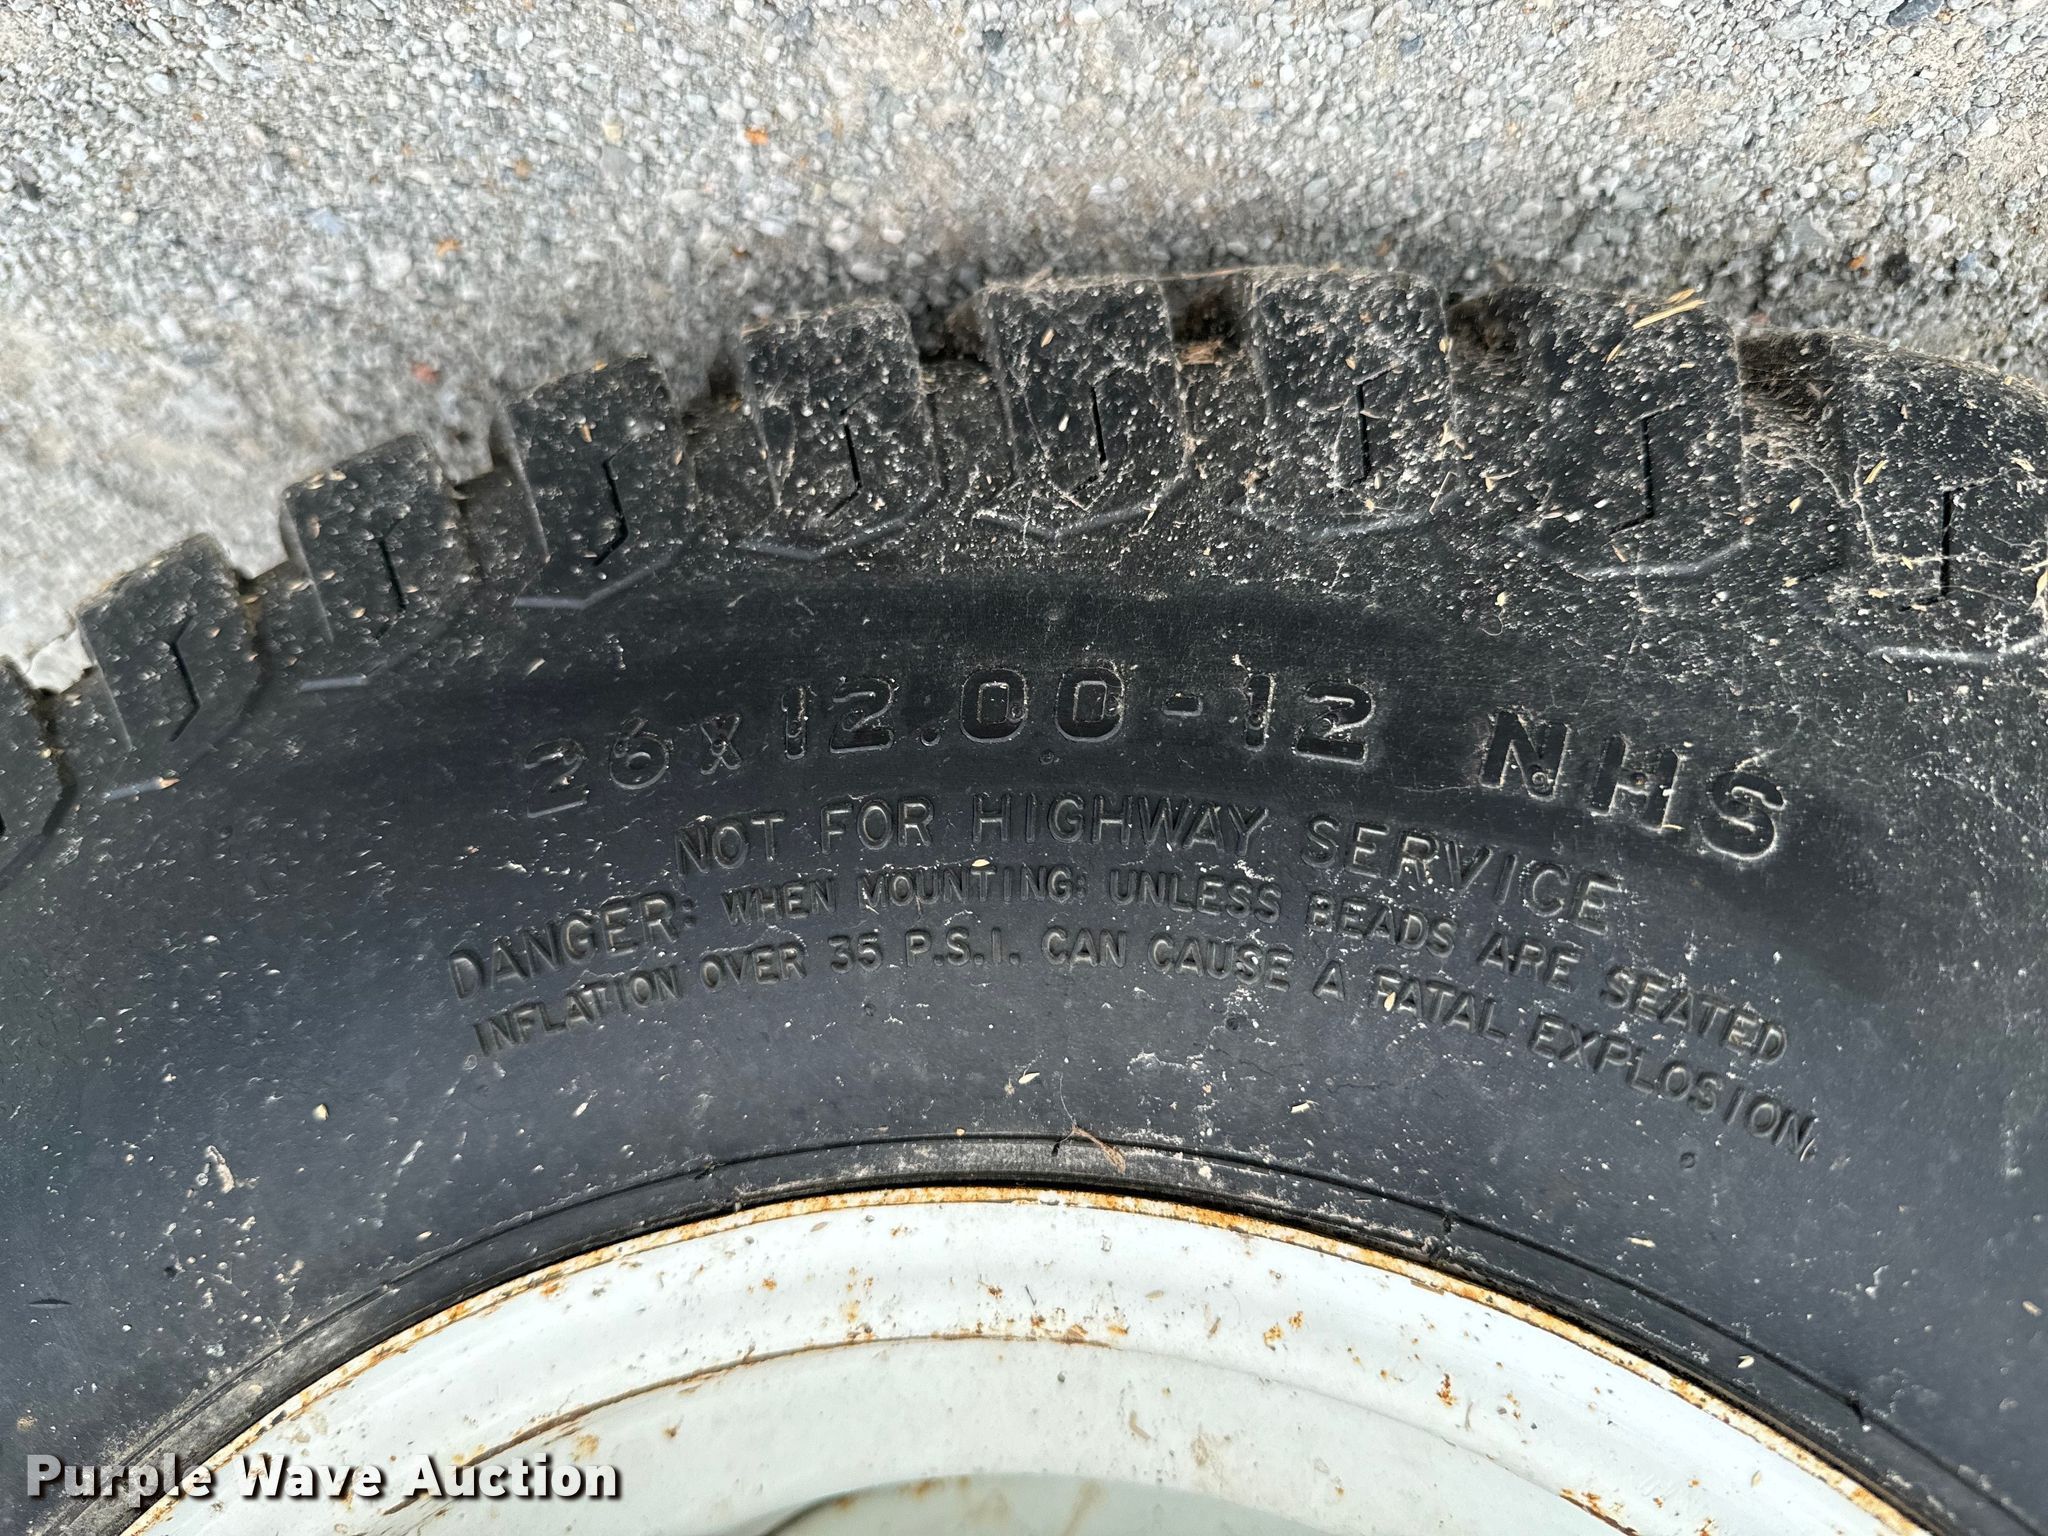 26x12.00-12 NHS
NOT FOR HIGHWAY SERVICE
DANGER: WHEN MOUNTING: UNLESS BEADS ARE SEATED
INFLATION OVER 35 P.S.I. CAN CAUSE A FATAL EXPLOSION.
Purple Wave Auction